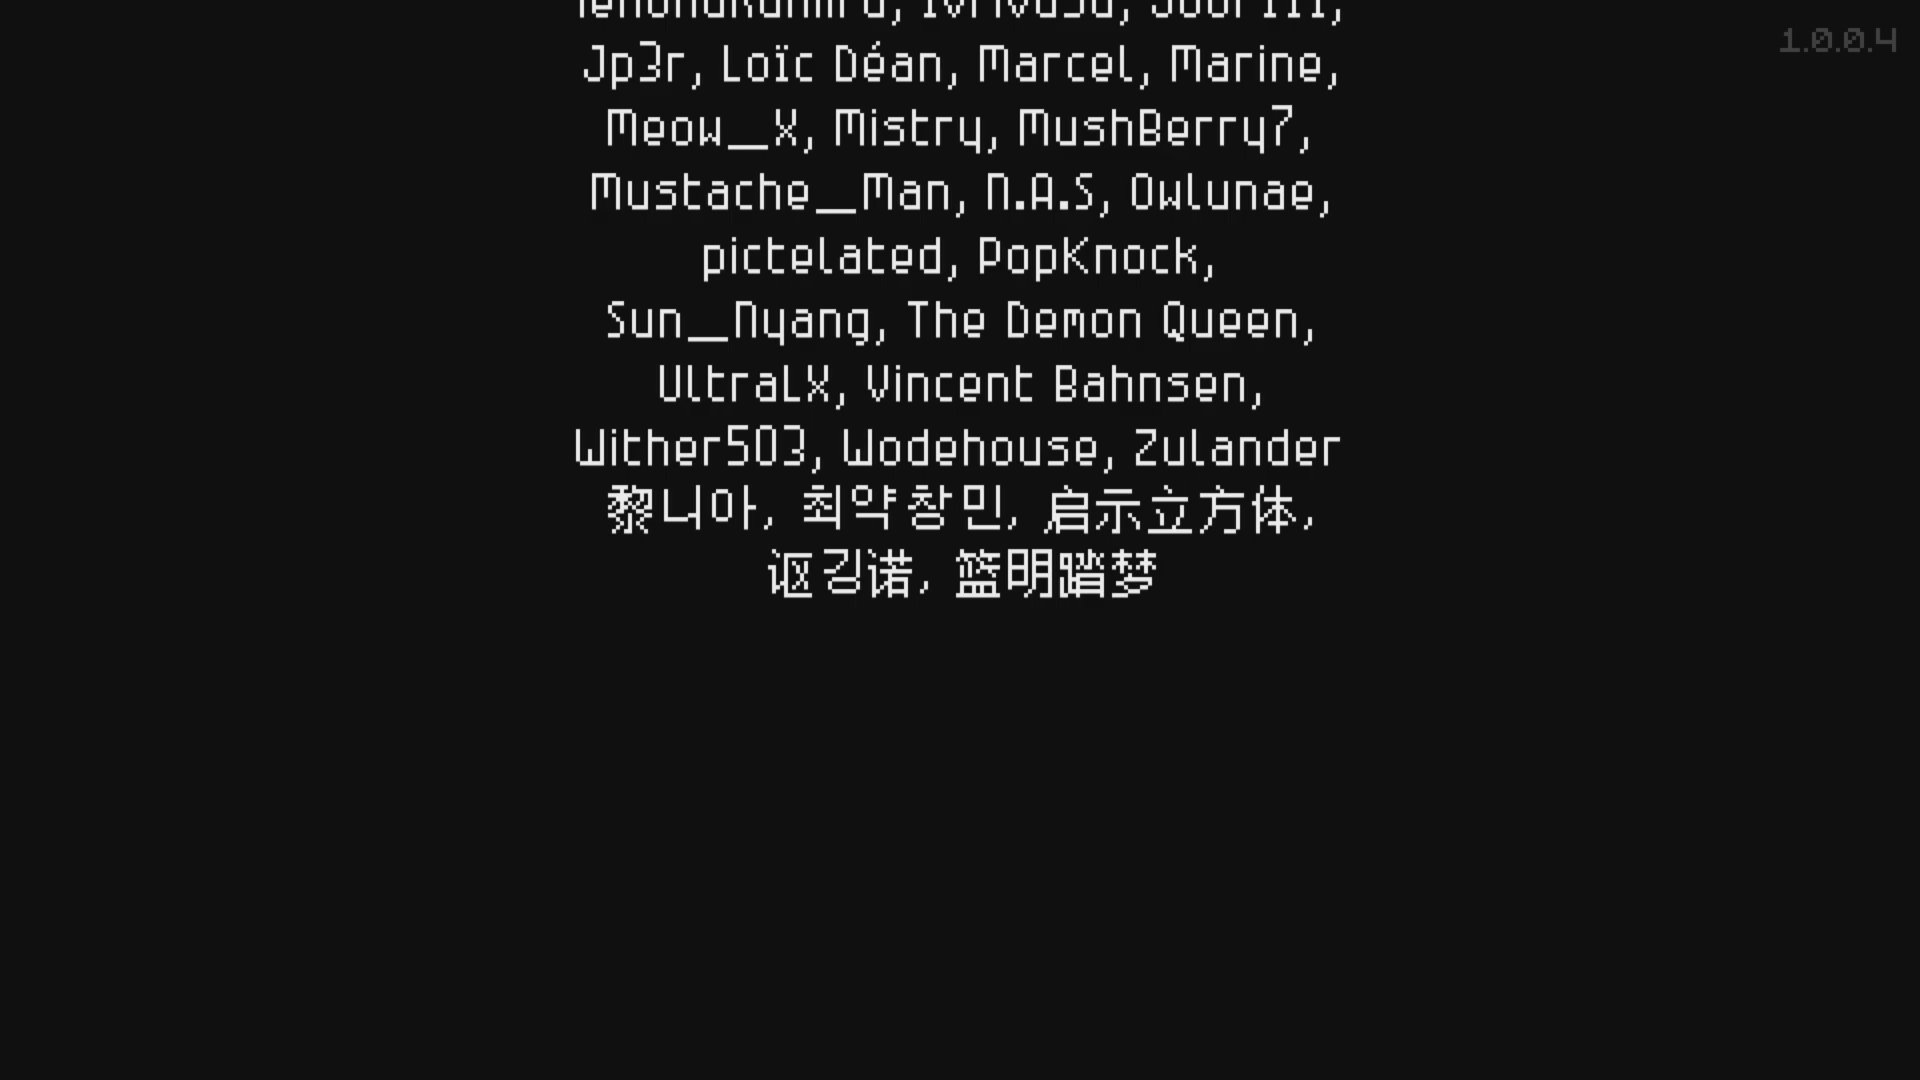 1.0.0.4
Jp3r, Loïc Déan, Marcel, Marine,
Meow_X, Mistry, MushBerry7,
Mustache_Man, N.A.S, Owlunae,
pictelated, PopKnock,
Sun_Nyang, The Demon Queen,
UltraLX, Vincent Bahnsen,
Wither503, Wodehouse, Zulander
黎니아, 최약창민, 启示立方体,
讴깅诺, 篮明踏梦